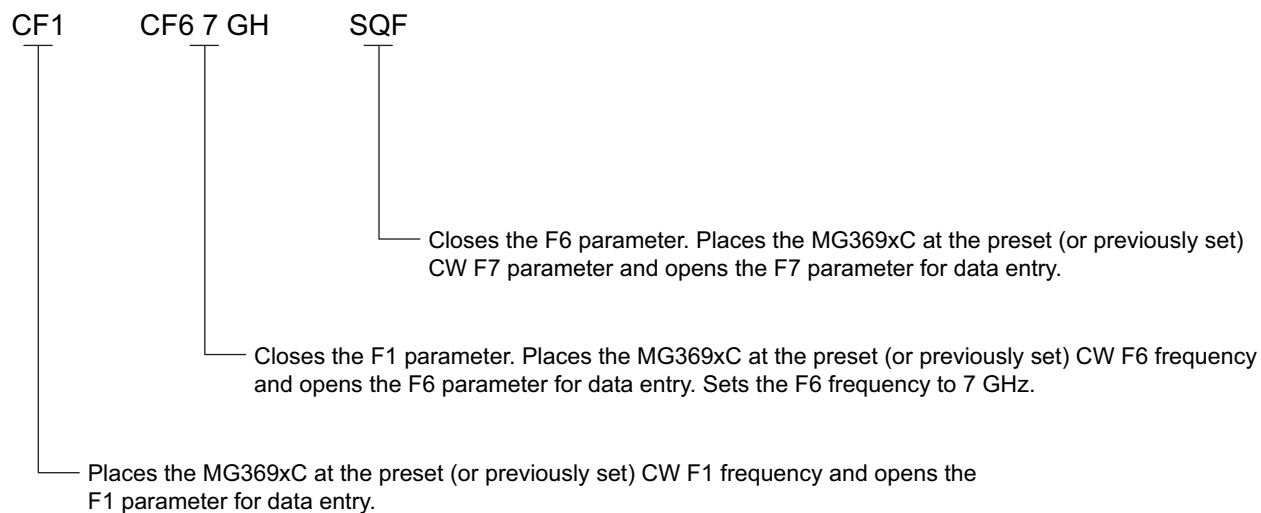 CF1 CF6 7 GH SQF
Closes the F6 parameter. Places the MG369xC at the preset (or previously set)
CW F7 parameter and opens the F7 parameter for data entry.
Closes the F1 parameter. Places the MG369xC at the preset (or previously set) CW F6 frequency
and opens the F6 parameter for data entry. Sets the F6 frequency to 7 GHz.
Places the MG369xC at the preset (or previously set) CW F1 frequency and opens the
F1 parameter for data entry.